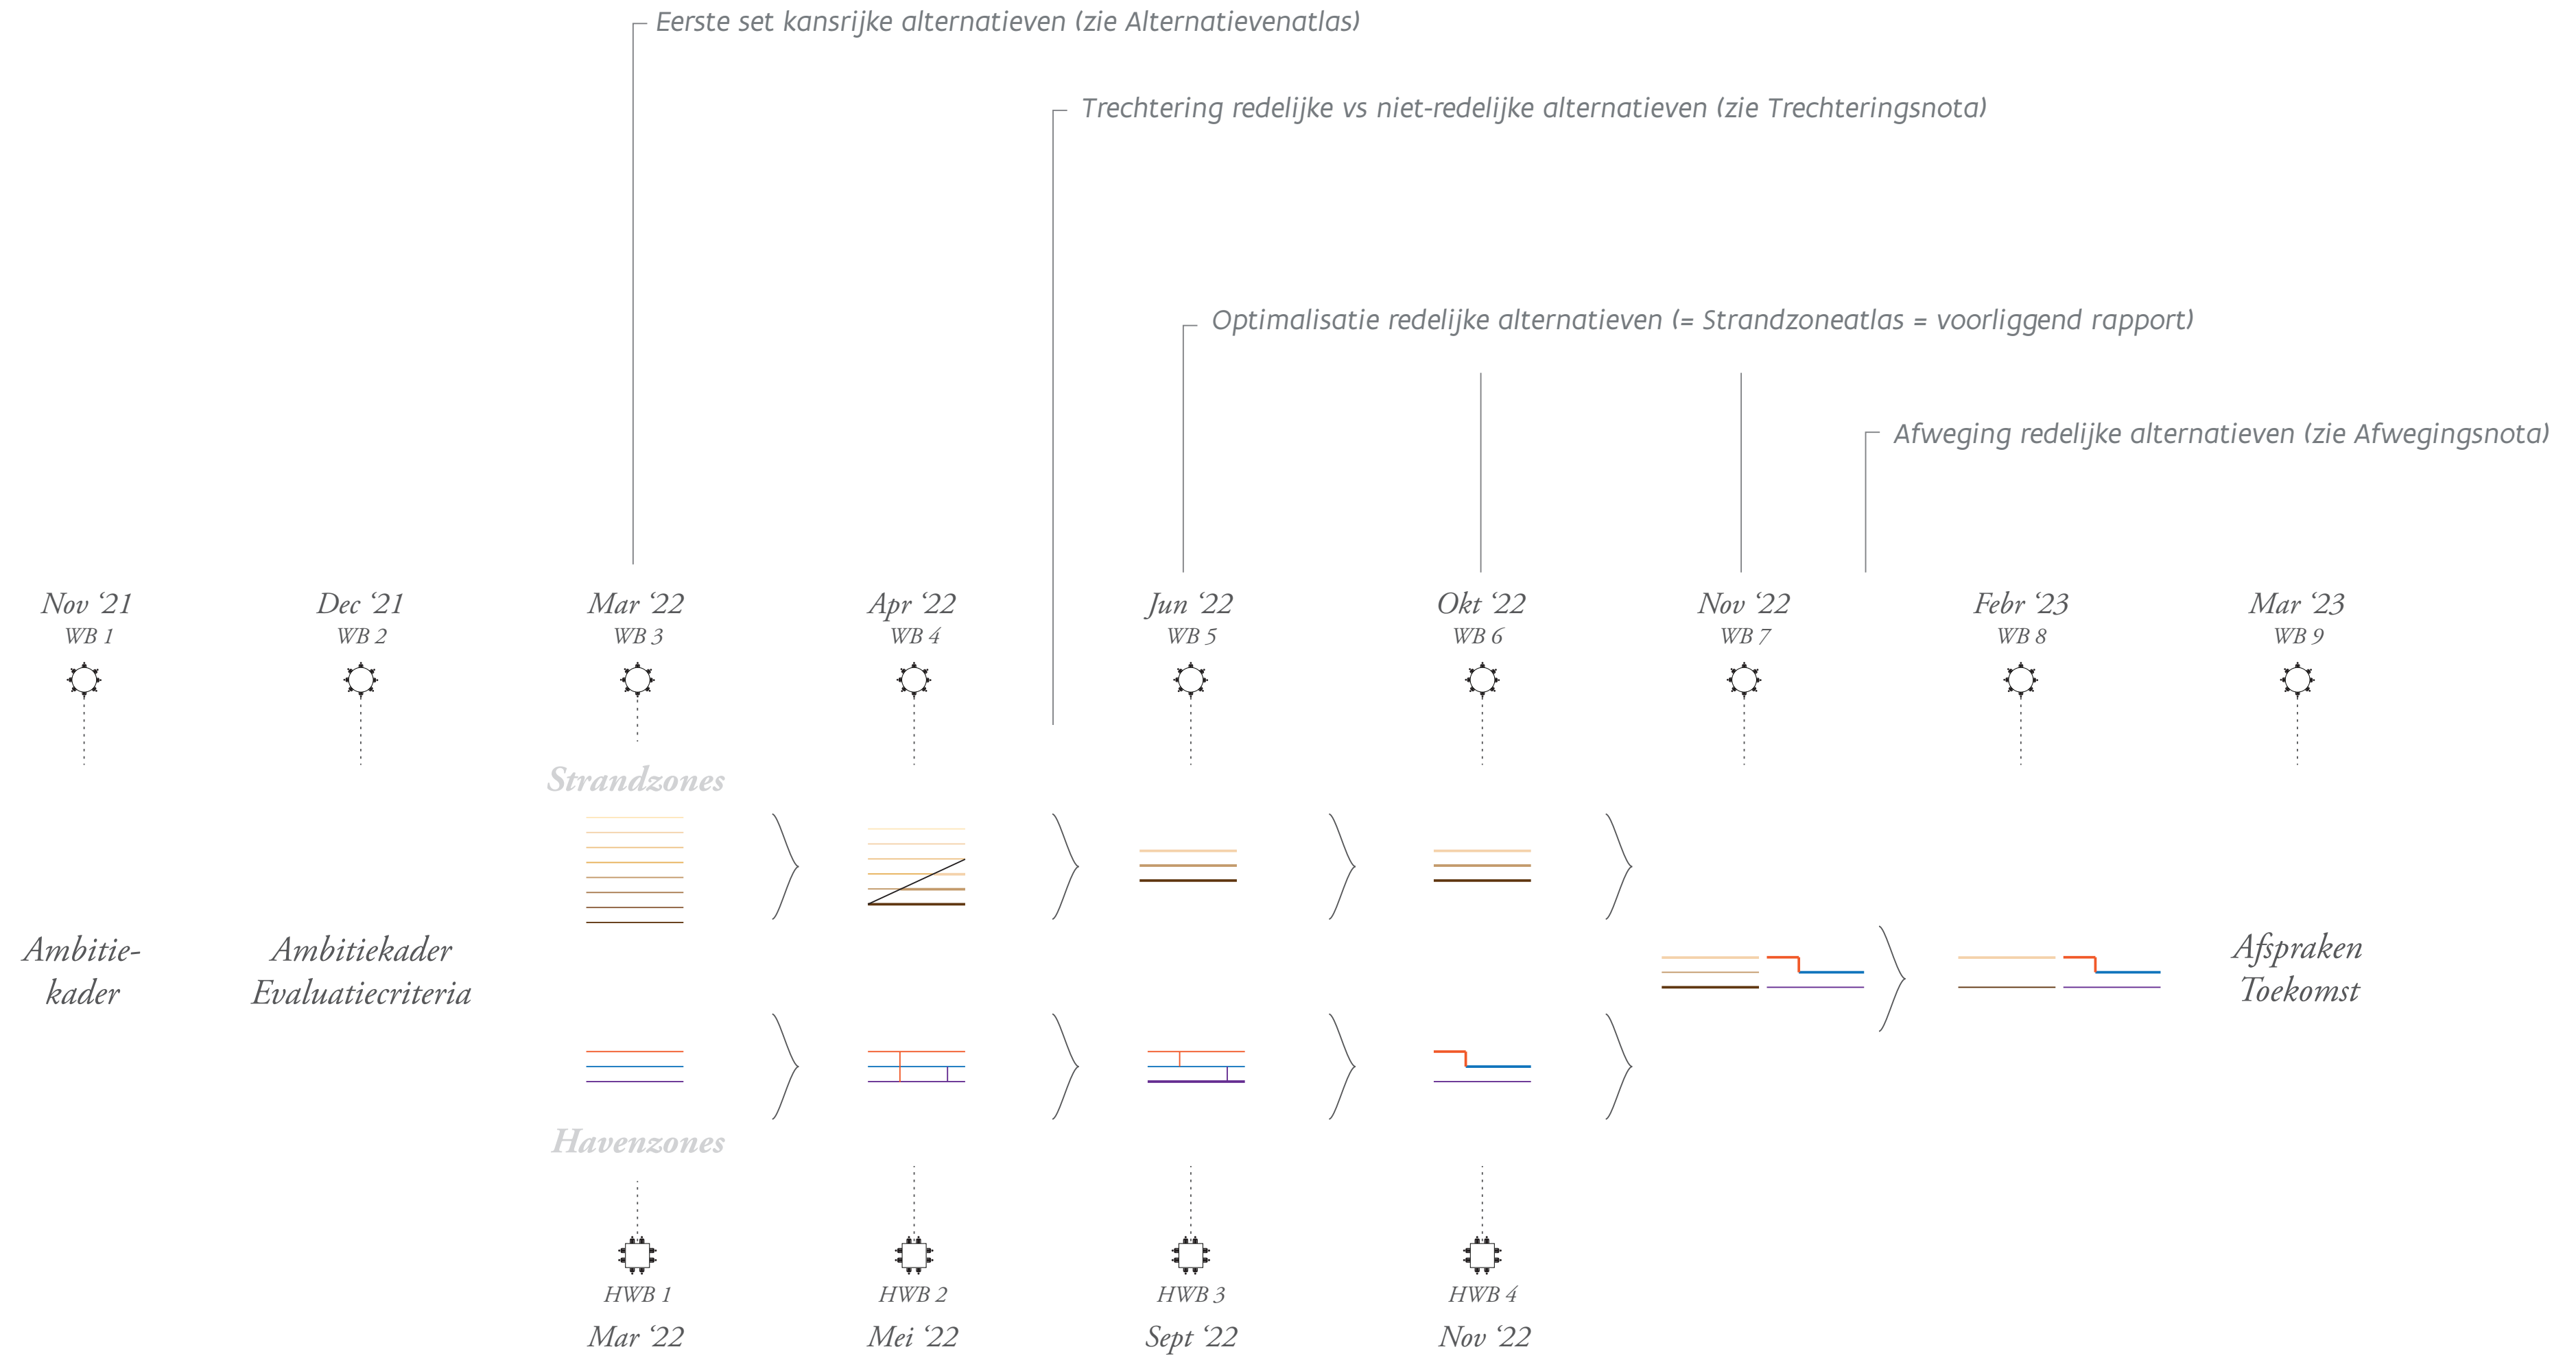 Eerste set kansrijke alternatieven (zie Alternatievenatlas)
Trechtering redelijke vs niet-redelijke alternatieven (zie Trechteringsnota)
Optimalisatie redelijke alternatieven (= Strandzoneatlas = voorliggend rapport)
Afweging redelijke alternatieven (zie Afwegingsnota)
Nov ‘21
WB 1
Dec ‘21
WB 2
Mar ‘22
WB 3
Apr ‘22
WB 4
Jun ‘22
WB 5
Okt ‘22
WB 6
Nov ‘22
WB 7
Febr ‘23
WB 8
Mar ‘23
WB 9
Strandzones
Ambitie-
kader
Ambitiekader
Evaluatiecriteria
Afspraken
Toekomst
Havenzones
HWB 1
Mar ‘22
HWB 2
Mei ‘22
HWB 3
Sept ‘22
HWB 4
Nov ‘22